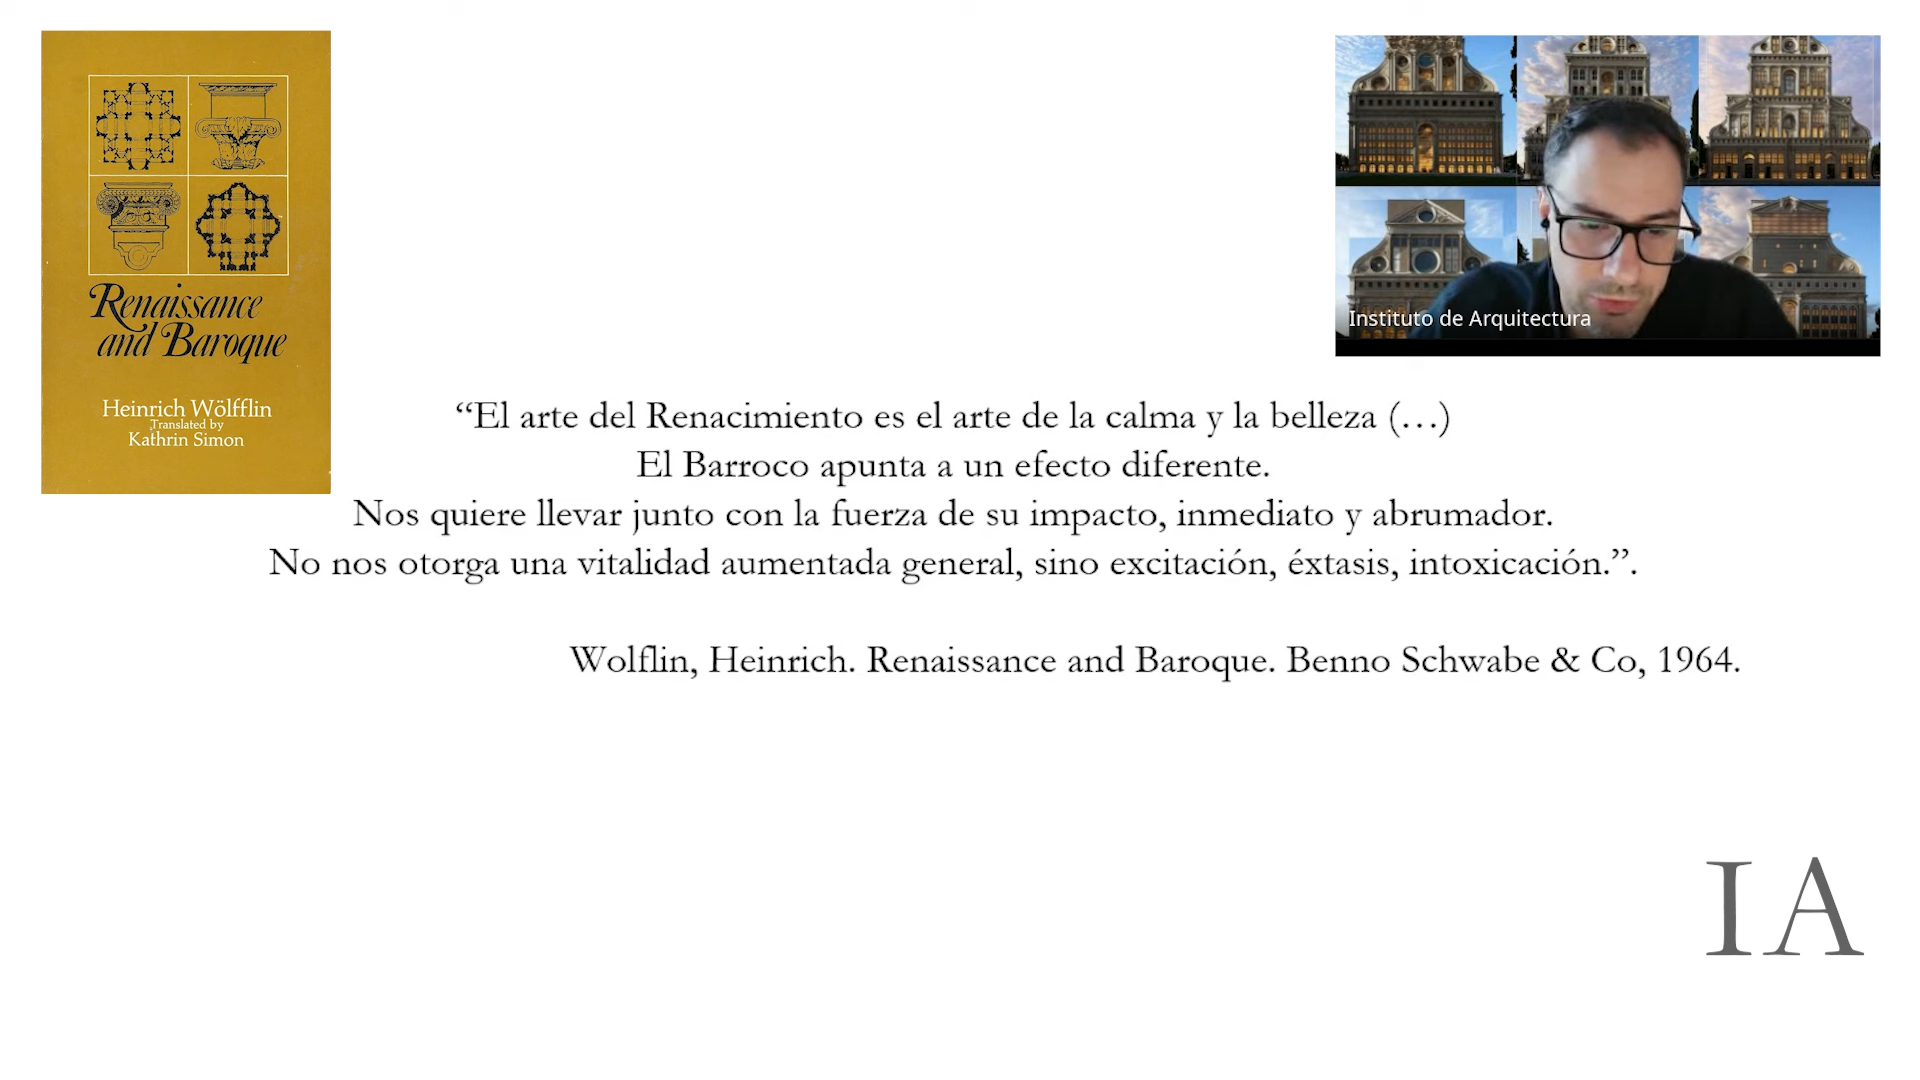 Renaissance
and Baroque
Heinrich Wölfflin
Translated by
Kathrin Simon
Instituto de Arquitectura
“El arte del Renacimiento es el arte de la calma y la belleza (…)
El Barroco apunta a un efecto diferente.
Nos quiere llevar junto con la fuerza de su impacto, inmediato y abrumador.
No nos otorga una vitalidad aumentada general, sino excitación, éxtasis, intoxicación.”.
Wolflin, Heinrich. Renaissance and Baroque. Benno Schwabe & Co, 1964.
IA